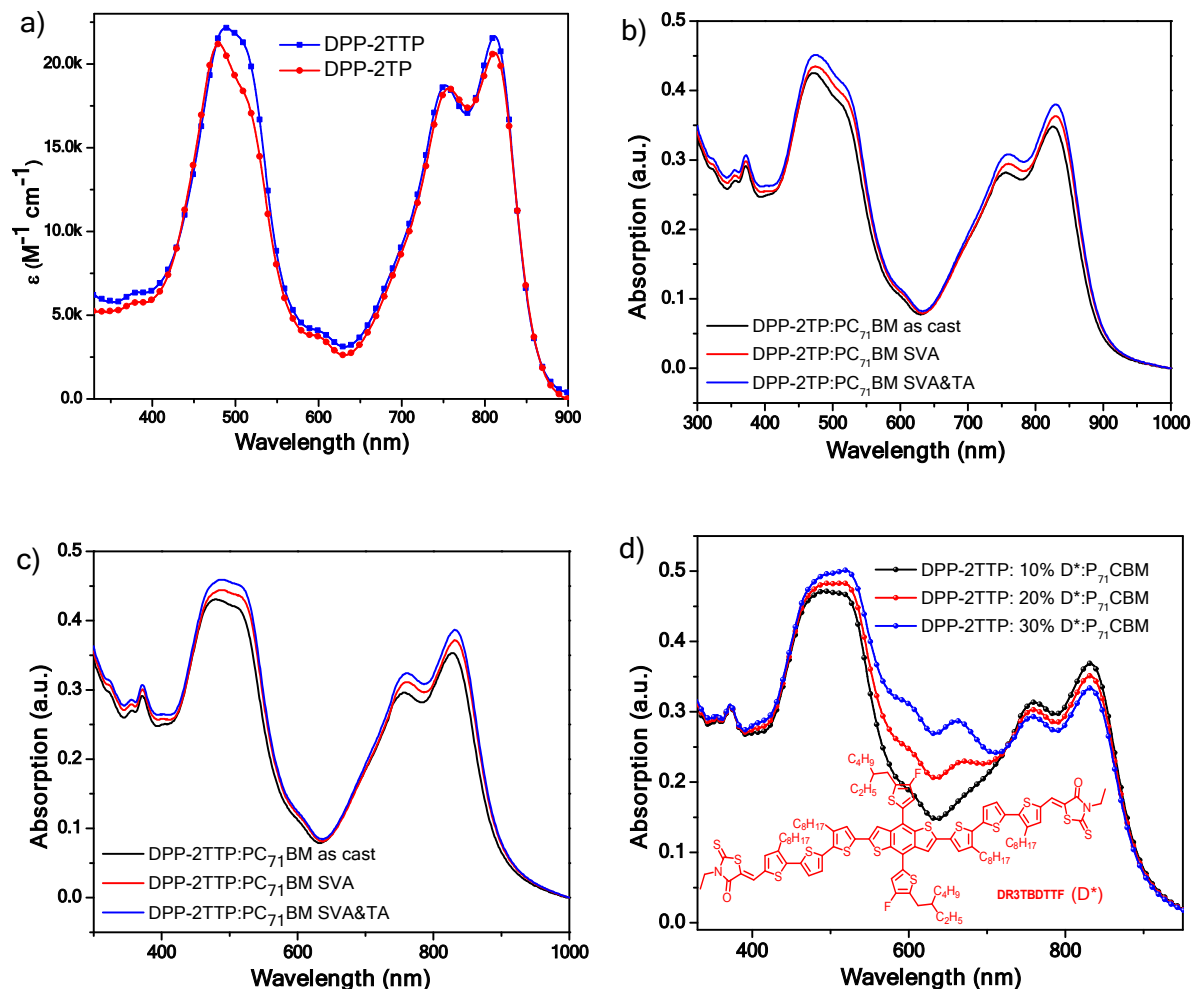 a)
DPP-2TTP
DPP-2TP
20.0k
15.0k
10.0k
5.0k
0.0
ε (M⁻¹ cm⁻¹)
400 500 600 700 800 900
Wavelength (nm)
b)
0.5
0.4
0.3
0.2
0.1
0.0
Absorption (a.u.)
DPP-2TP:PC₇₁BM as cast
DPP-2TP:PC₇₁BM SVA
DPP-2TP:PC₇₁BM SVA&TA
300 400 500 600 700 800 900 1000
Wavelength (nm)
c)
0.5
0.4
0.3
0.2
0.1
0.0
Absorption (a.u.)
DPP-2TTP:PC₇₁BM as cast
DPP-2TTP:PC₇₁BM SVA
DPP-2TTP:PC₇₁BM SVA&TA
400 600 800 1000
Wavelength (nm)
d)
DPP-2TTP: 10% D*:P₇₁CBM
DPP-2TTP: 20% D*:P₇₁CBM
DPP-2TTP: 30% D*:P₇₁CBM
0.5
0.4
0.3
0.2
0.1
0.0
Absorption (a.u.)
C₄H₉
F
C₂H₅
S
O
N
S
S
S
S
C₈H₁₇
S
S
C₈H₁₇
C₈H₁₇
S
S
C₈H₁₇
S
S
S
N
O
S
S
C₈H₁₇
S
F
C₄H₉
C₂H₅
DR3TBDTTF (D*)
400 500 600 700 800
Wavelength (nm)